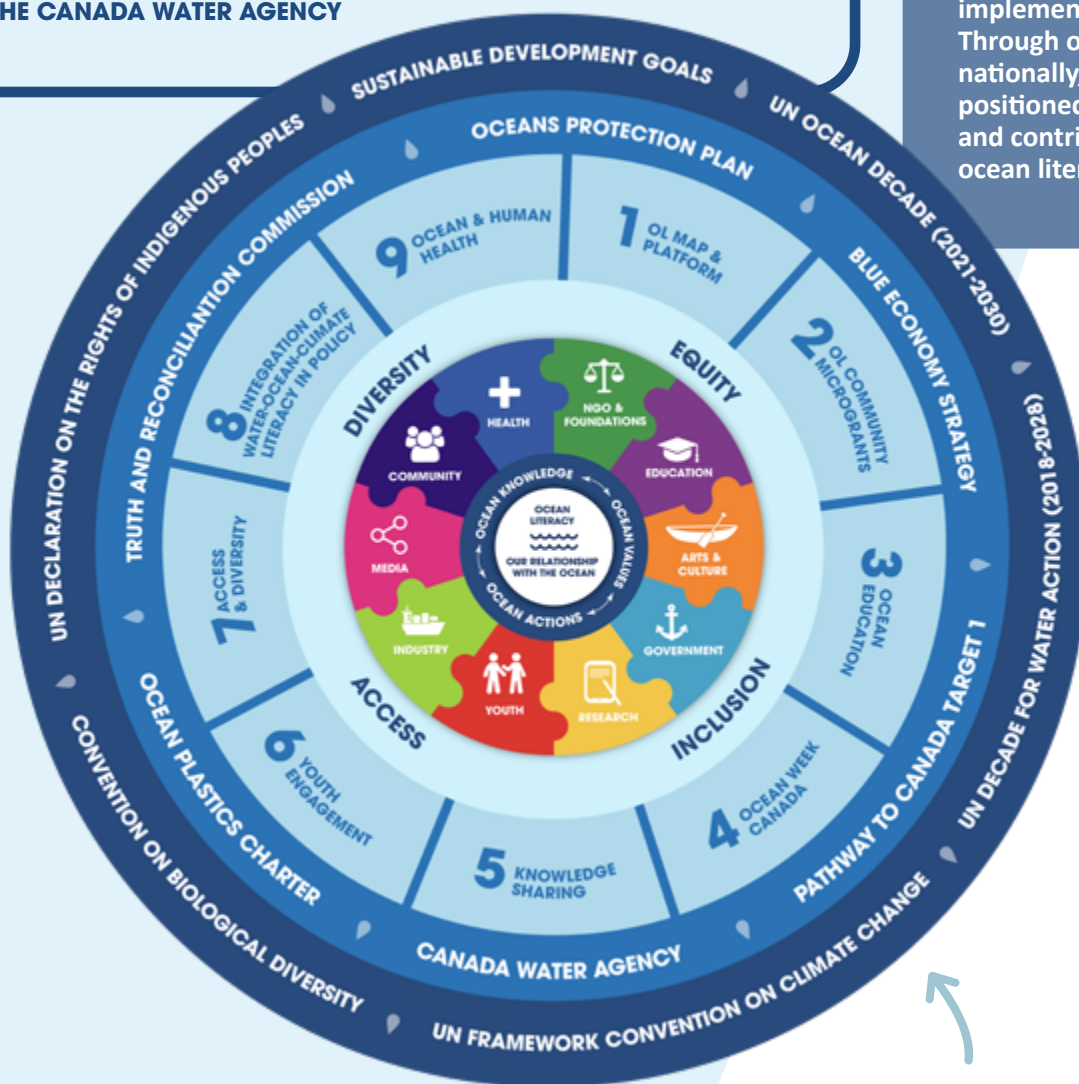 HE CANADA WATER AGENCY
implemen
Through o
nationally,
positioned
and contri
ocean liter
SUSTAINABLE DEVELOPMENT GOALS
UN OCEAN DECADE (2021-2030)
UN DECADE FOR WATER ACTION (2018-2028)
UN FRAMEWORK CONVENTION ON CLIMATE CHANGE
CONVENTION ON BIOLOGICAL DIVERSITY
UN DECLARATION ON THE RIGHTS OF INDIGENOUS PEOPLES
OCEANS PROTECTION PLAN
BLUE ECONOMY STRATEGY
PATHWAY TO CANADA TARGET 1
CANADA WATER AGENCY
OCEAN PLASTICS CHARTER
TRUTH AND RECONCILIANTION COMMISSION
1 OL MAP &
PLATFORM
2 OL COMMUNITY
MICROGRANTS
3 OCEAN
EDUCATION
4 OCEAN WEEK
CANADA
5 KNOWLEDGE
SHARING
6 YOUTH
ENGAGEMENT
7 ACCESS
& DIVERSITY
8 INTEGRATION OF
WATER-OCEAN-CLIMATE
LITERACY IN POLICY
9 OCEAN & HUMAN
HEALTH
DIVERSITY
EQUITY
INCLUSION
ACCESS
HEALTH
NGO &
FOUNDATIONS
EDUCATION
ARTS &
CULTURE
GOVERNMENT
RESEARCH
YOUTH
INDUSTRY
MEDIA
COMMUNITY
OCEAN KNOWLEDGE
OCEAN VALUES
OCEAN ACTIONS
OCEAN
LITERACY
OUR RELATIONSHIP
WITH THE OCEAN